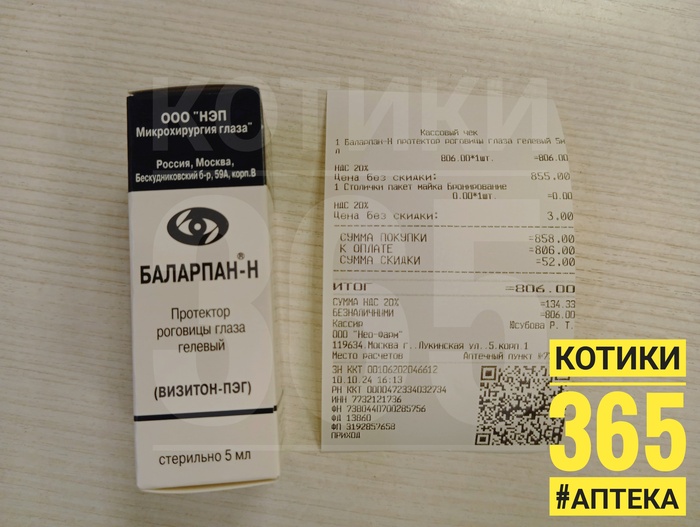 ООО "НЭП
Микрохирургия глаза"
Россия, Москва,
Бескудниковский б-р, 59А, корп.В
БАЛАРПАН-Н®
Протектор
роговицы глаза
гелевый
(ВИЗИТОН-ПЭГ)
стерильно 5 мл
Кассовый чек
1 Баларпан-Н протектор роговицы глаза гелевый 5м
л
806.00*1шт. =806.00
НДС 20%
Цена без скидки: 855.00
1 Столички пакет майка Бронирование
0.00*1шт. =0.00
НДС 20%
Цена без скидки: 3.00
СУММА ПОКУПКИ =858.00
К ОПЛАТЕ =806.00
СУММА СКИДКИ =52.00
ИТОГ =806.00
СУММА НДС 20% =134.33
БЕЗНАЛИЧНЫМИ =806.00
Кассир Юсубова Р. Т.
ООО "Нео-Фарм"
119634,Москва г.,Лукинская ул.,5,корп.1
Место расчетов Аптечный пункт
ЗН ККТ 00106202046612
10.10.24 16:13
РН ККТ 0000472334032734
ИНН 7732121736
ФН 7380440700285756
ФД 13860
ФП 3192857658
ПРИХОД
КОТИКИ
365
КОТИКИ
365
#АПТЕКА